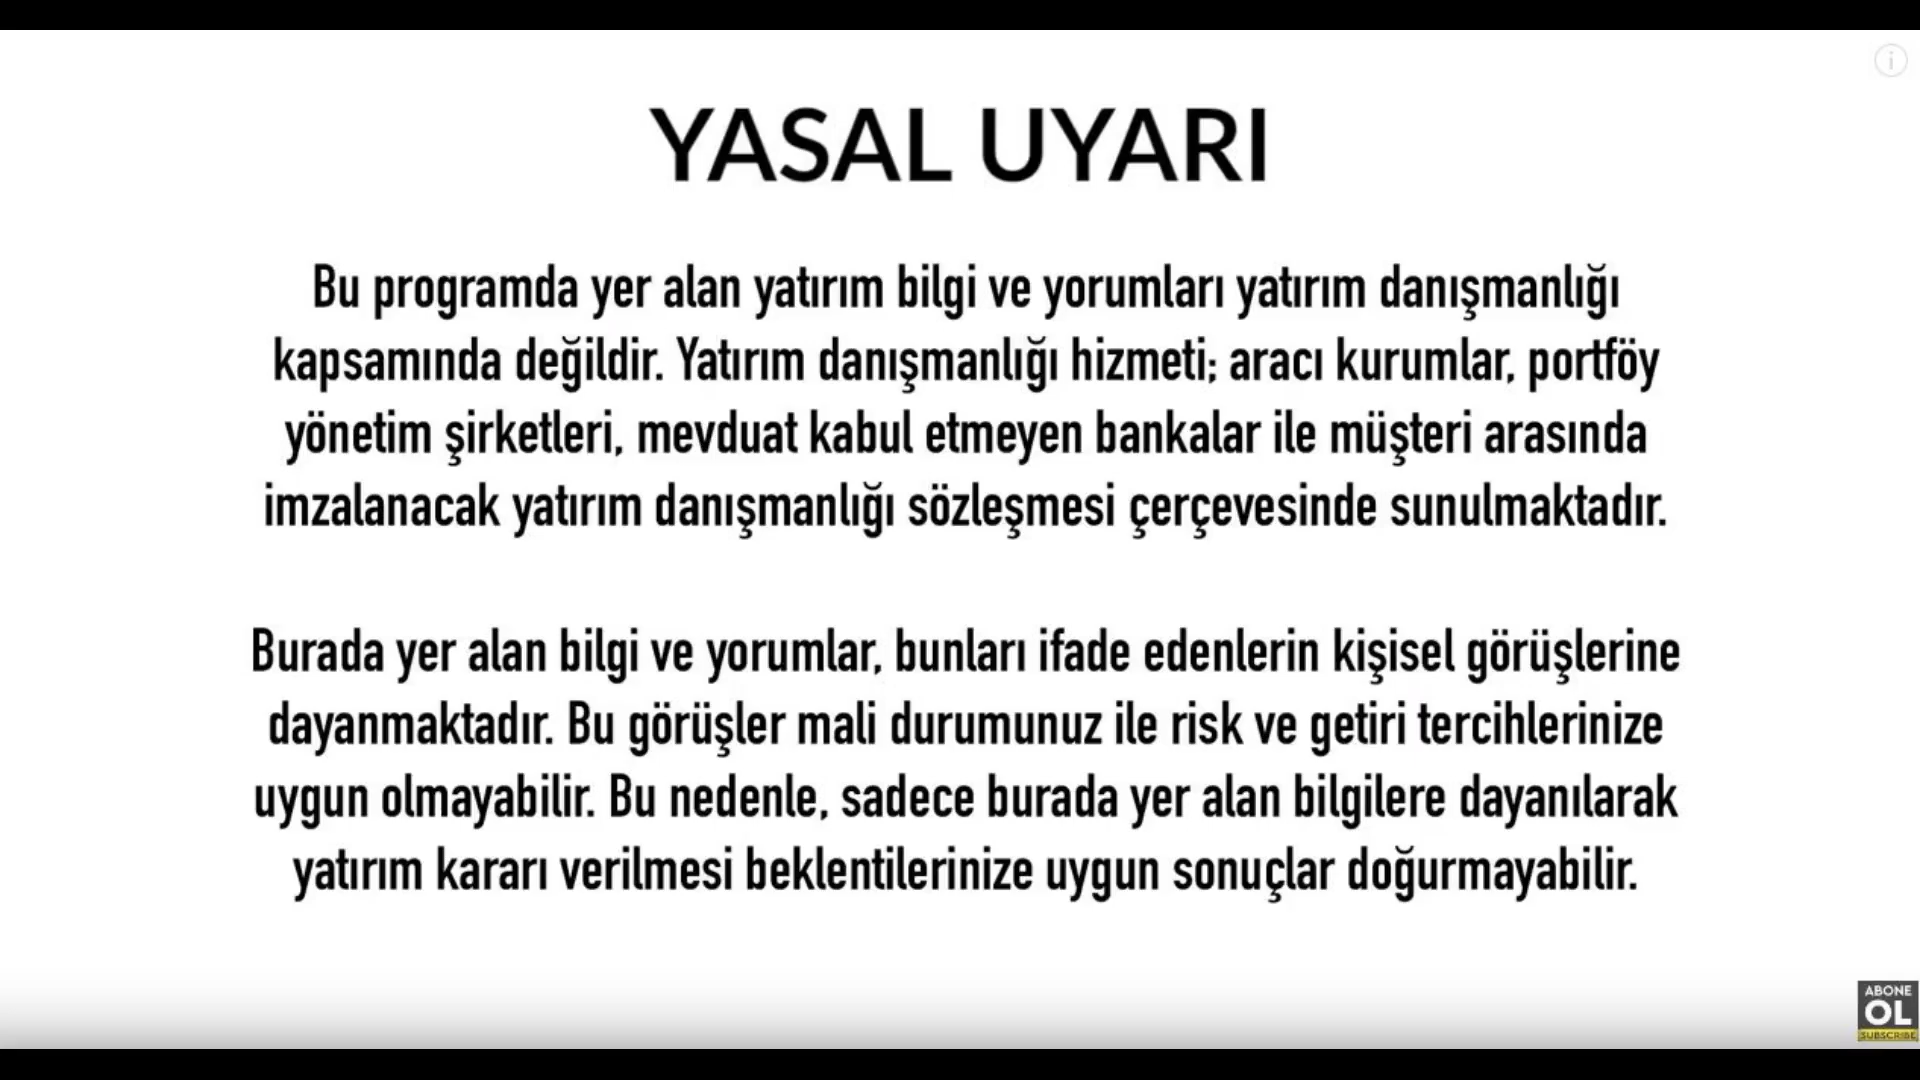 YASAL UYARI
Bu programda yer alan yatırım bilgi ve yorumları yatırım danışmanlığı
kapsamında değildir. Yatırım danışmanlığı hizmeti; aracı kurumlar, portföy
yönetim şirketleri, mevduat kabul etmeyen bankalar ile müşteri arasında
imzalanacak yatırım danışmanlığı sözleşmesi çerçevesinde sunulmaktadır.
Burada yer alan bilgi ve yorumlar, bunları ifade edenlerin kişisel görüşlerine
dayanmaktadır. Bu görüşler mali durumunuz ile risk ve getiri tercihlerinize
uygun olmayabilir. Bu nedenle, sadece burada yer alan bilgilere dayanılarak
yatırım kararı verilmesi beklentilerinize uygun sonuçlar doğurmayabilir.
ABONE
OL
SUBSCRIBE